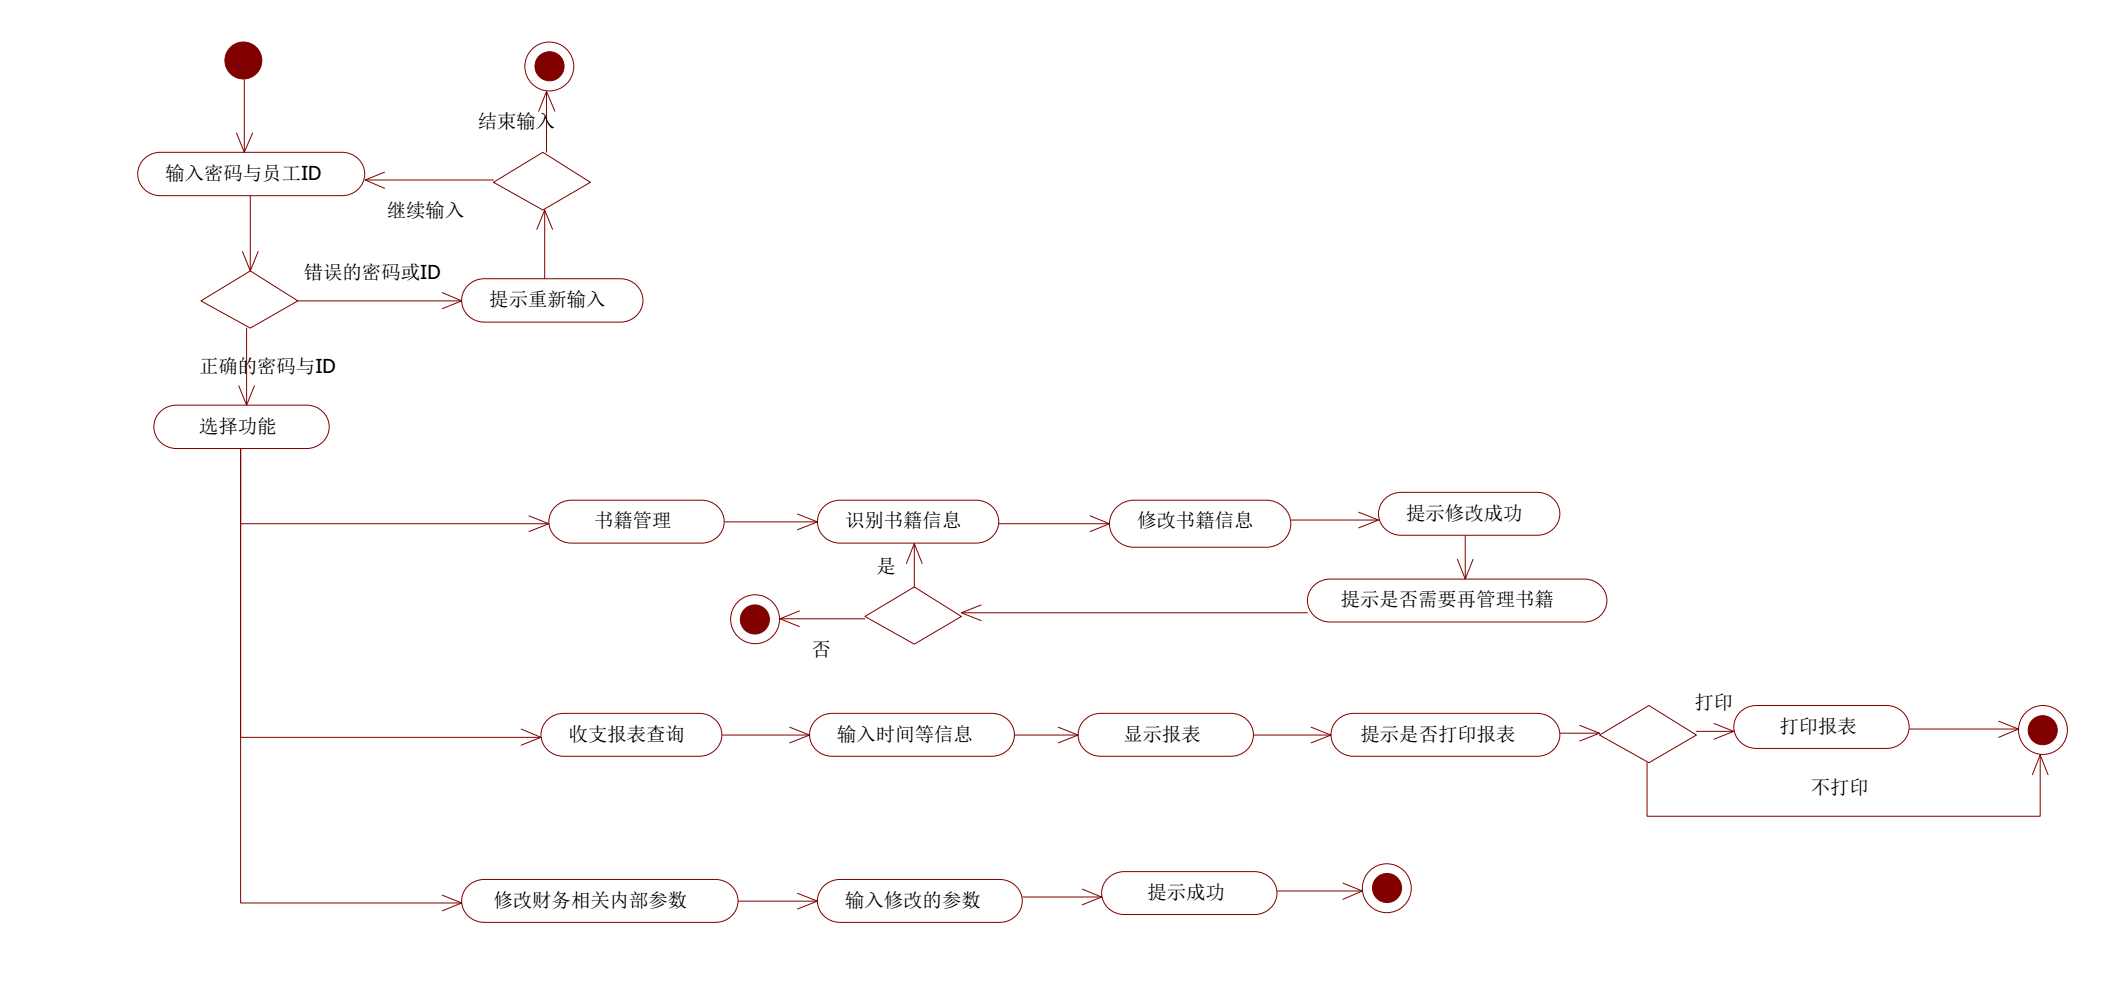 结束输入
输入密码与员工ID
继续输入
错误的密码或ID
提示重新输入
正确的密码与ID
选择功能
书籍管理
识别书籍信息
修改书籍信息
提示修改成功
是
提示是否需要再管理书籍
否
收支报表查询
输入时间等信息
显示报表
提示是否打印报表
打印
打印报表
不打印
修改财务相关内部参数
输入修改的参数
提示成功